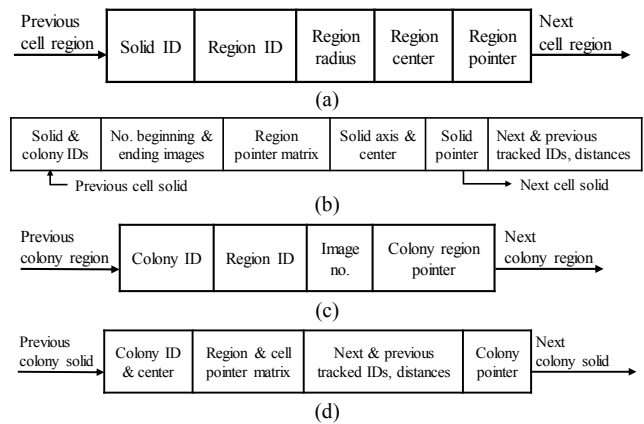 Previous
cell region
Solid ID
Region ID
Region
radius
Region
center
Region
pointer
Next
cell region
(a)
Solid &
colony IDs
No. beginning &
ending images
Region
pointer matrix
Solid axis &
center
Solid
pointer
Next & previous
tracked IDs, distances
Previous cell solid
Next cell solid
(b)
Previous
colony region
Colony ID
Region ID
Image
no.
Colony region
pointer
Next
colony region
(c)
Previous
colony solid
Colony ID
& center
Region & cell
pointer matrix
Next & previous
tracked IDs, distances
Colony
pointer
Next
colony solid
(d)